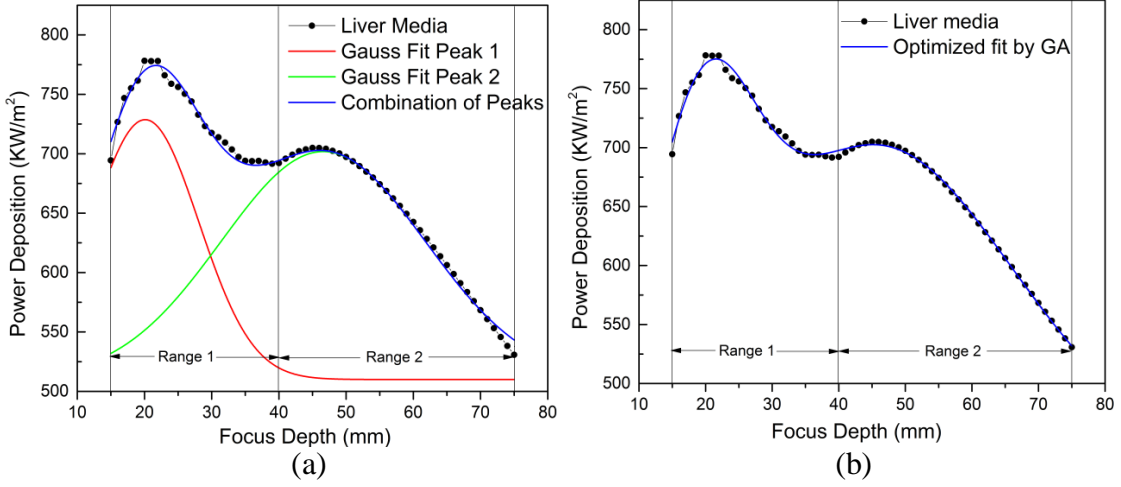 Liver Media
Gauss Fit Peak 1
Gauss Fit Peak 2
Combination of Peaks
Power Deposition (KW/m²)
800
750
700
650
600
550
500
Range 1
Range 2
10 20 30 40 50 60 70 80
Focus Depth (mm)
(a)
Liver media
Optimized fit by GA
Power Deposition (KW/m²)
800
750
700
650
600
550
500
Range 1
Range 2
10 20 30 40 50 60 70 80
Focus Depth (mm)
(b)